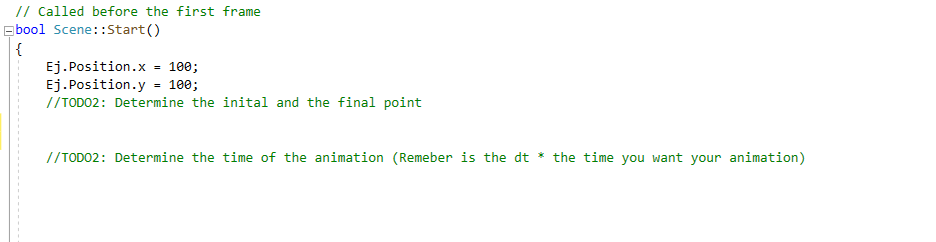 // Called before the first frame
bool Scene::Start()
{
Ej.Position.x = 100;
Ej.Position.y = 100;
//TODO2: Determine the inital and the final point
//TODO2: Determine the time of the animation (Remeber is the dt * the time you want your animation)